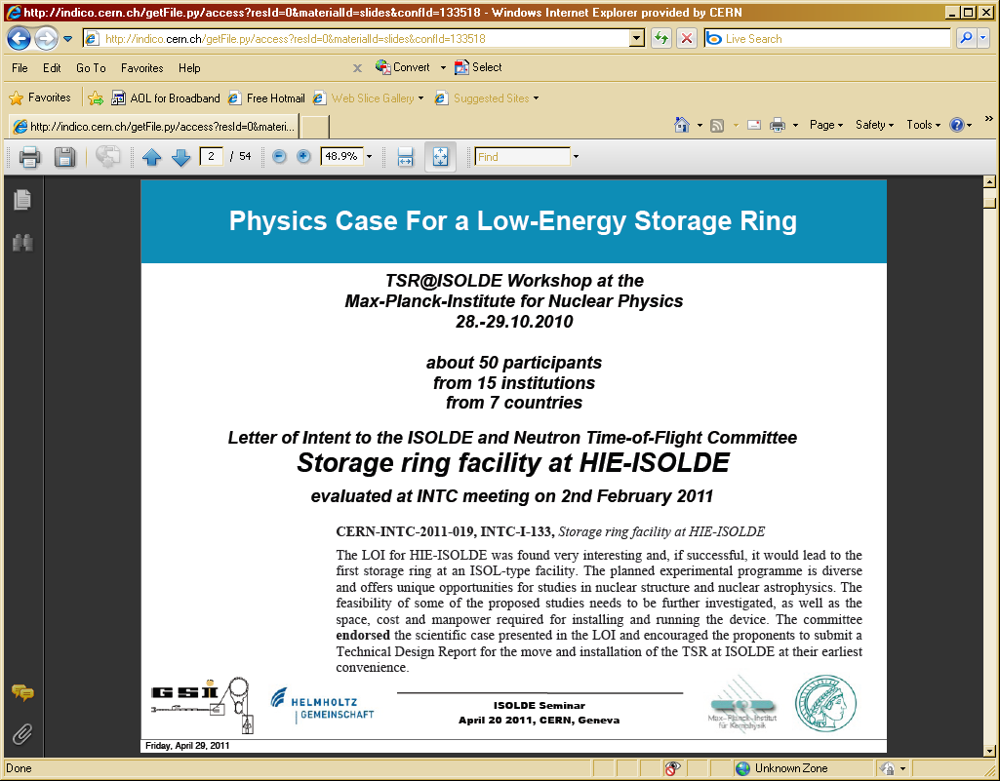 http://indico.cern.ch/getFile.py/access?resId=0&materialId=slides&confId=133518 - Windows Internet Explorer provided by CERN
http://indico.cern.ch/getFile.py/access?resId=0&materialId=slides&confId=133518
Live Search
File Edit Go To Favorites Help x Convert Select
Favorites AOL for Broadband Free Hotmail Web Slice Gallery Suggested Sites
http://indico.cern.ch/getFile.py/access?resId=0&materi... Page Safety Tools »
2 / 54 48.9% Find
Physics Case For a Low-Energy Storage Ring
TSR@ISOLDE Workshop at the
Max-Planck-Institute for Nuclear Physics
28.-29.10.2010
about 50 participants
from 15 institutions
from 7 countries
Letter of Intent to the ISOLDE and Neutron Time-of-Flight Committee
Storage ring facility at HIE-ISOLDE
evaluated at INTC meeting on 2nd February 2011
CERN-INTC-2011-019, INTC-I-133, Storage ring facility at HIE-ISOLDE
The LOI for HIE-ISOLDE was found very interesting and, if successful, it would lead to the
first storage ring at an ISOL-type facility. The planned experimental programme is diverse
and offers unique opportunities for studies in nuclear structure and nuclear astrophysics. The
feasibility of some of the proposed studies needs to be further investigated, as well as the
space, cost and manpower required for installing and running the device. The committee
endorsed the scientific case presented in the LOI and encouraged the proponents to submit a
Technical Design Report for the move and installation of the TSR at ISOLDE at their earliest
convenience.
GSI
HELMHOLTZ
GEMEINSCHAFT
ISOLDE Seminar
April 20 2011, CERN, Geneva
Max-Planck-Institut
für Kernphysik
Friday, April 29, 2011
Done Unknown Zone